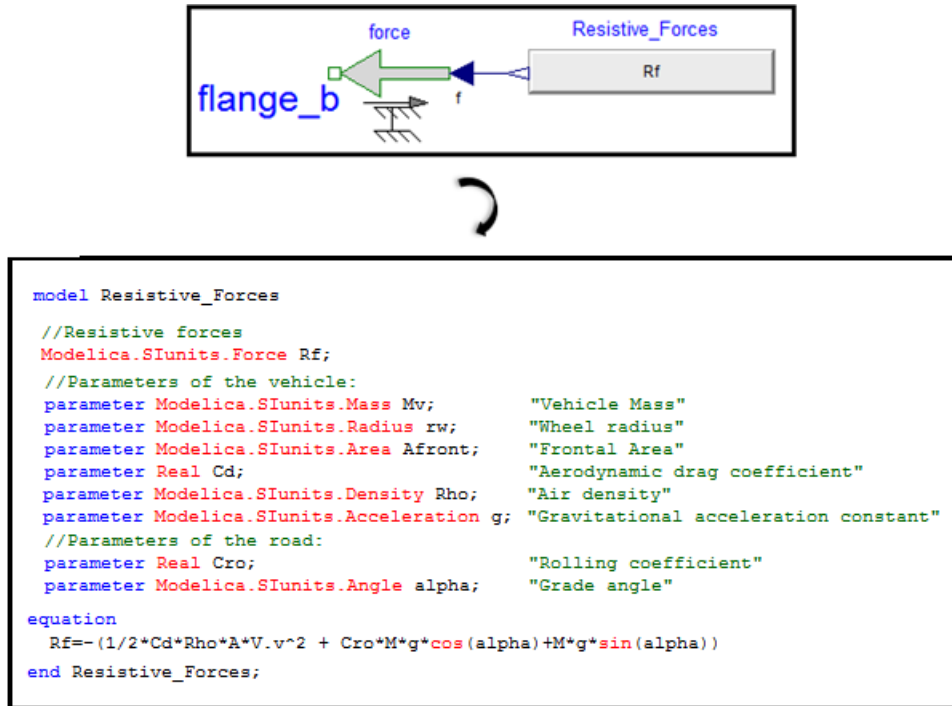 force
Resistive_Forces
Rf
flange_b
f
model Resistive_Forces
//Resistive forces
Modelica.SIunits.Force Rf;
//Parameters of the vehicle:
parameter Modelica.SIunits.Mass Mv; "Vehicle Mass"
parameter Modelica.SIunits.Radius rw; "Wheel radius"
parameter Modelica.SIunits.Area Afront; "Frontal Area"
parameter Real Cd; "Aerodynamic drag coefficient"
parameter Modelica.SIunits.Density Rho; "Air density"
parameter Modelica.SIunits.Acceleration g; "Gravitational acceleration constant"
//Parameters of the road:
parameter Real Cro; "Rolling coefficient"
parameter Modelica.SIunits.Angle alpha; "Grade angle"
equation
Rf=-(1/2*Cd*Rho*A*V.v^2 + Cro*M*g*cos(alpha)+M*g*sin(alpha))
end Resistive_Forces;